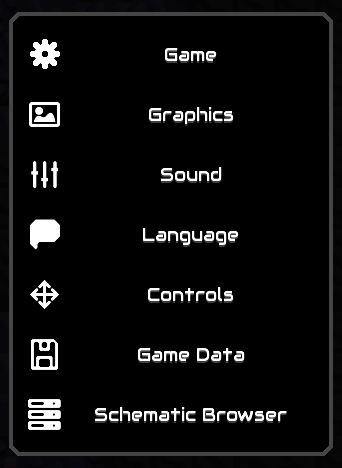 Game
Graphics
Sound
Language
Controls
Game Data
Schematic Browser